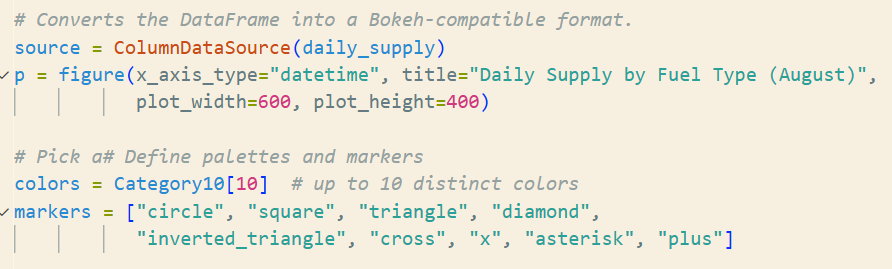 # Converts the DataFrame into a Bokeh-compatible format.
source = ColumnDataSource(daily_supply)
p = figure(x_axis_type="datetime", title="Daily Supply by Fuel Type (August)",
plot_width=600, plot_height=400)
# Pick a# Define palettes and markers
colors = Category10[10]  # up to 10 distinct colors
markers = ["circle", "square", "triangle", "diamond",
"inverted_triangle", "cross", "x", "asterisk", "plus"]